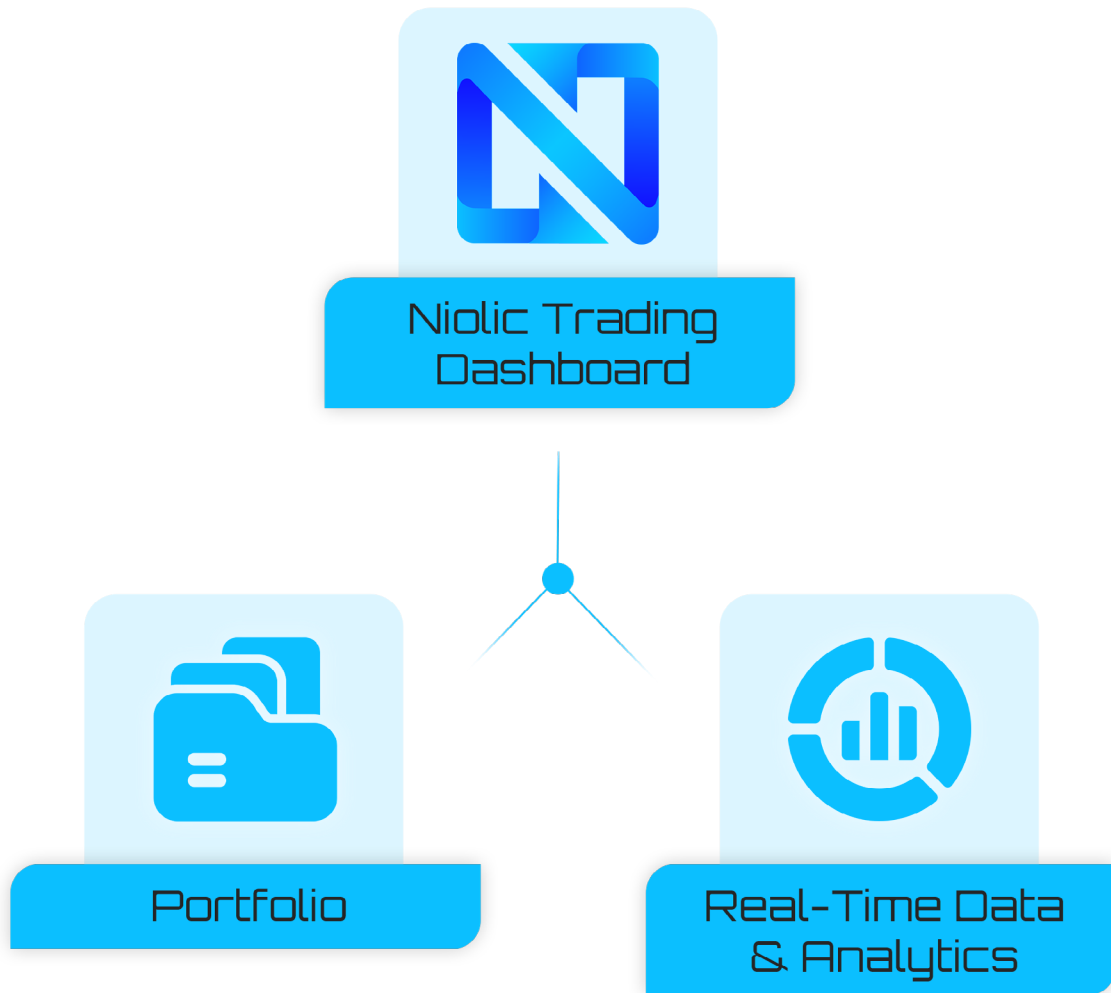 Niolic Trading
Dashboard
Portfolio
Real-Time Data
& Analytics